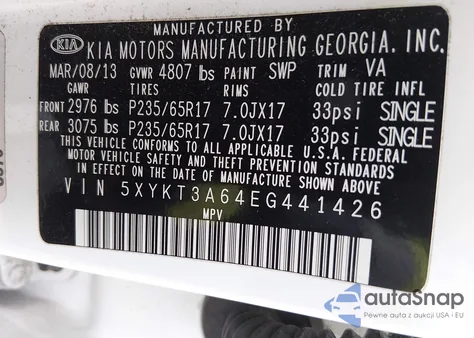 MANUFACTURED BY
KIA KIA MOTORS MANUFACTURING GEORGIA, INC.
MAR/08/13 GVWR 4807 lbs PAINT SWP TRIM VA
GAWR TIRES RIMS COLD TIRE INFL
FRONT 2976 lbs P235/65R17 7.0JX17 33psi SINGLE
REAR 3075 lbs P235/65R17 7.0JX17 33psi SINGLE
THIS VEHICLE CONFORMS TO ALL APPLICABLE U.S.A. FEDERAL
MOTOR VEHICLE SAFETY AND THEFT PREVENTION STANDARDS
IN EFFECT ON THE DATE OF MANUFACTURE SHOWN ABOVE.
VIN 5XYKT3A64EG441426
MPV
autaSnap
Pewne auta z aukcji USA i EU